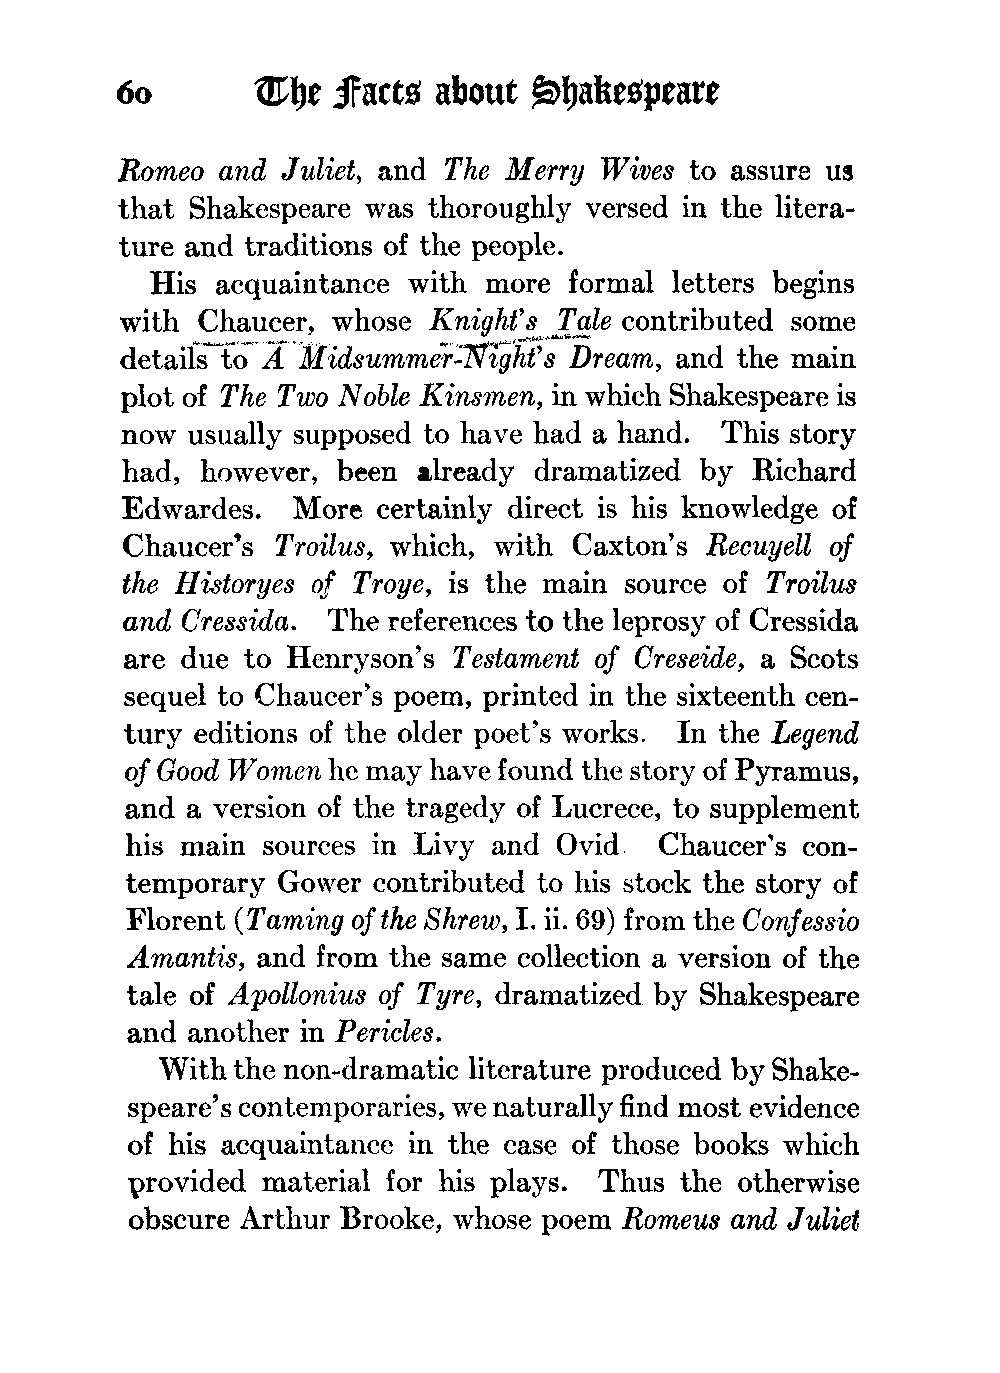 60 The Facts about Shakespeare
Romeo and Juliet, and The Merry Wives to assure us
that Shakespeare was thoroughly versed in the litera-
ture and traditions of the people.
His acquaintance with more formal letters begins
with Chaucer, whose Knight's Tale contributed some
details to A Midsummer-Night's Dream, and the main
plot of The Two Noble Kinsmen, in which Shakespeare is
now usually supposed to have had a hand. This story
had, however, been already dramatized by Richard
Edwardes. More certainly direct is his knowledge of
Chaucer's Troilus, which, with Caxton's Recuyell of
the Historyes of Troye, is the main source of Troilus
and Cressida. The references to the leprosy of Cressida
are due to Henryson's Testament of Creseide, a Scots
sequel to Chaucer's poem, printed in the sixteenth cen-
tury editions of the older poet's works. In the Legend
of Good Women he may have found the story of Pyramus,
and a version of the tragedy of Lucrece, to supplement
his main sources in Livy and Ovid. Chaucer's con-
temporary Gower contributed to his stock the story of
Florent (Taming of the Shrew, I. ii. 69) from the Confessio
Amantis, and from the same collection a version of the
tale of Apollonius of Tyre, dramatized by Shakespeare
and another in Pericles.
With the non-dramatic literature produced by Shake-
speare's contemporaries, we naturally find most evidence
of his acquaintance in the case of those books which
provided material for his plays. Thus the otherwise
obscure Arthur Brooke, whose poem Romeus and Juliet